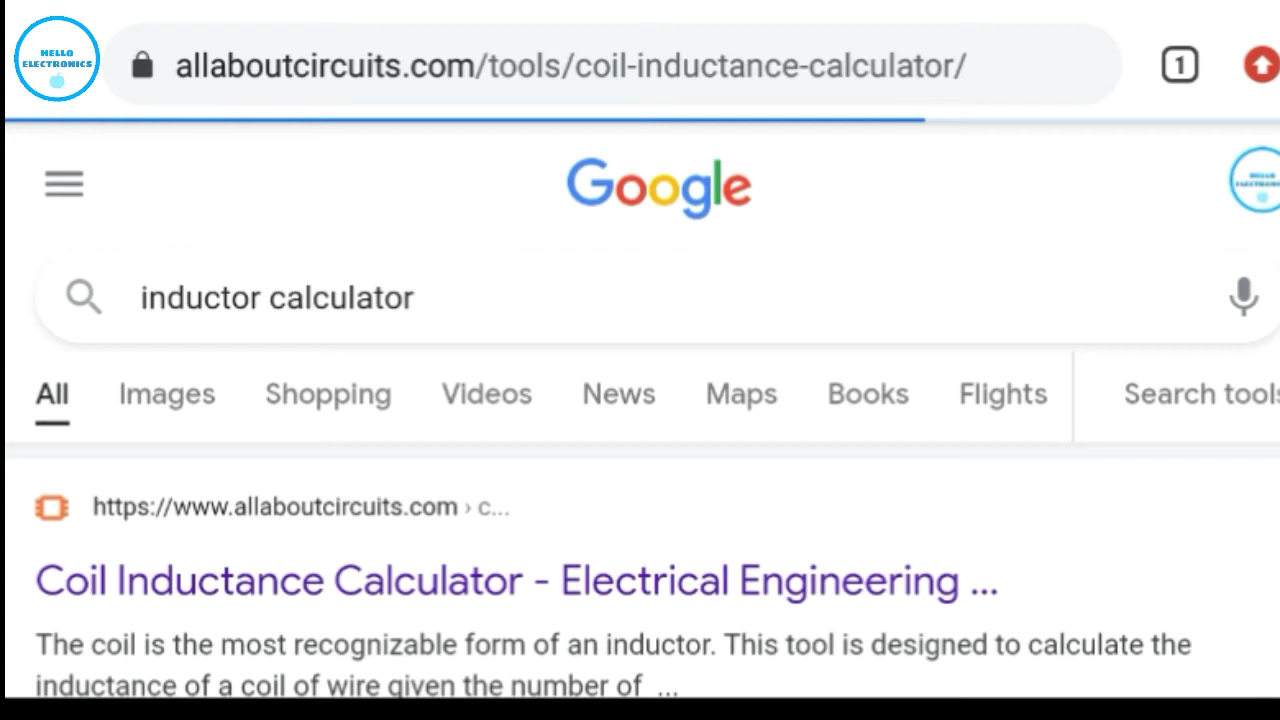 HELLO
ELECTRONICS
allaboutcircuits.com/tools/coil-inductance-calculator/
1
Google
HELLO
ELECTRONICS
inductor calculator
All Images Shopping Videos News Maps Books Flights Search tools
https://www.allaboutcircuits.com › c...
Coil Inductance Calculator - Electrical Engineering ...
The coil is the most recognizable form of an inductor. This tool is designed to calculate the
inductance of a coil of wire given the number of ...